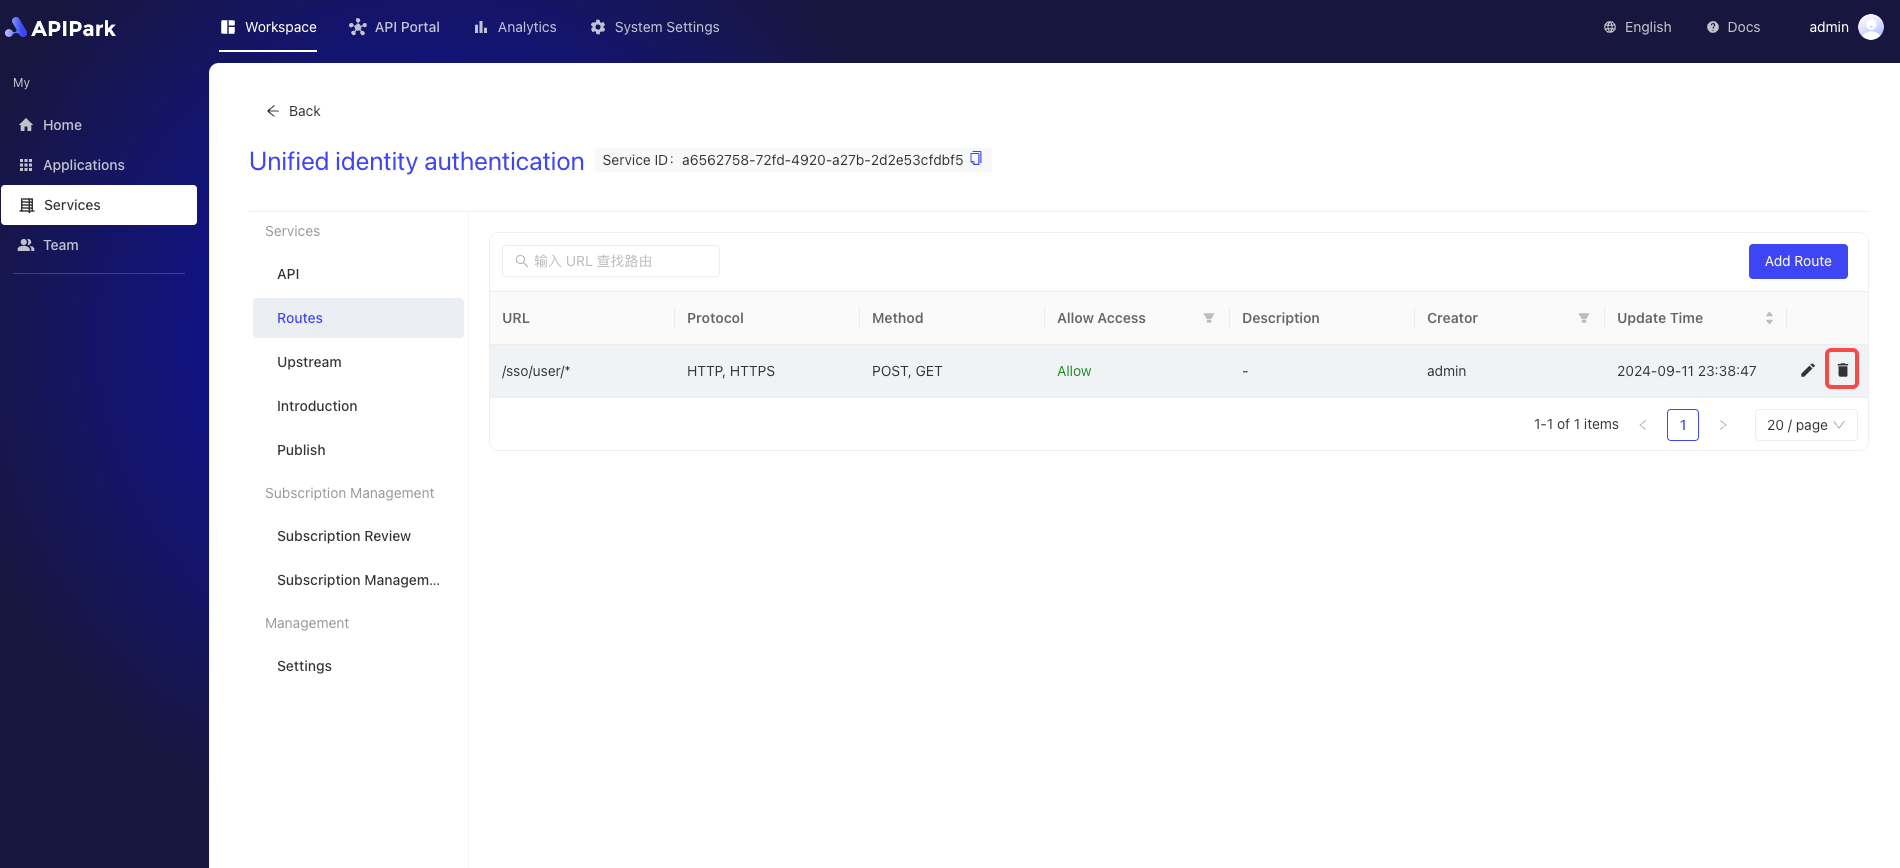 APIPark
Workspace
API Portal
Analytics
System Settings
English
Docs
admin
My
Home
Applications
Services
Team
Back
Unified identity authentication
Service ID: a6562758-72fd-4920-a27b-2d2e53cfdbf5
Services
API
Routes
Upstream
Introduction
Publish
Subscription Management
Subscription Review
Subscription Managem...
Management
Settings
输入 URL 查找路由
Add Route
URL Protocol Method Allow Access Description Creator Update Time
/sso/user/* HTTP, HTTPS POST, GET Allow - admin 2024-09-11 23:38:47
1-1 of 1 items < 1 > 20 / page